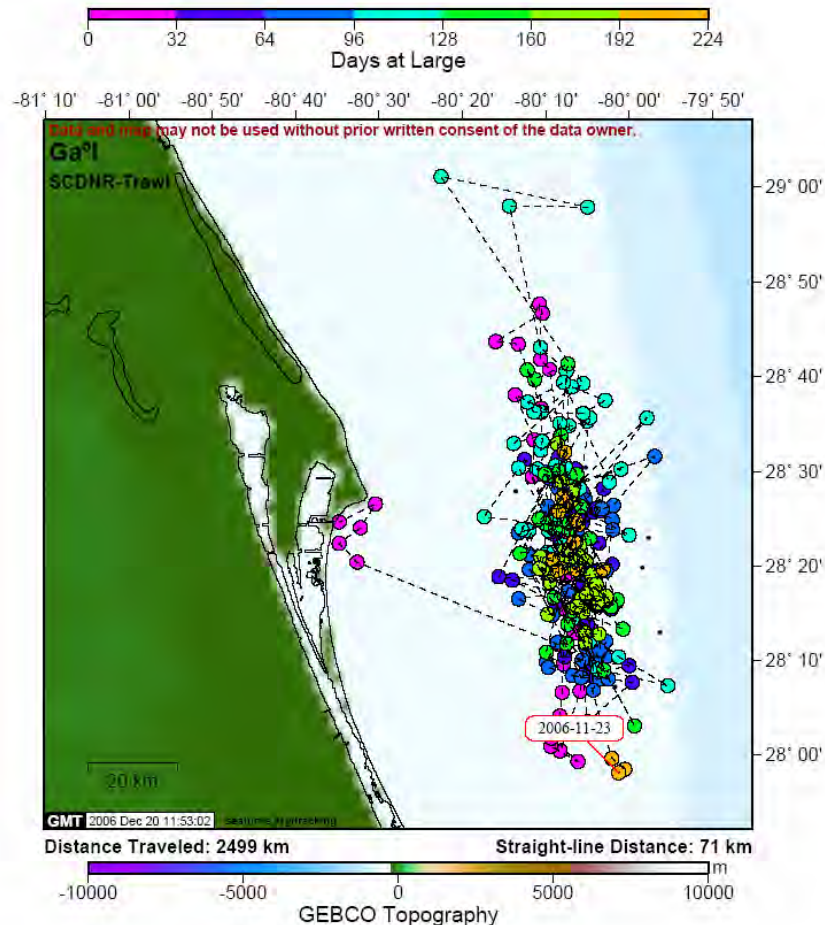 0 32 64 96 128 160 192 224
Days at Large
-81˚ 10' -81˚ 00' -80˚ 50' -80˚ 40' -80˚ 30' -80˚ 20' -80˚ 10' -80˚ 00' -79˚ 50'
Data and map may not be used without prior written consent of the data owner.
Gaºl
SCDNR-Trawl
29˚ 00'
28˚ 50'
28˚ 40'
28˚ 30'
28˚ 20'
28˚ 10'
2006-11-23
28˚ 00'
20 km
GMT 2006 Dec 20 11:53:02
Distance Traveled: 2499 km Straight-line Distance: 71 km
-10000 -5000 0 5000 10000 m
GEBCO Topography